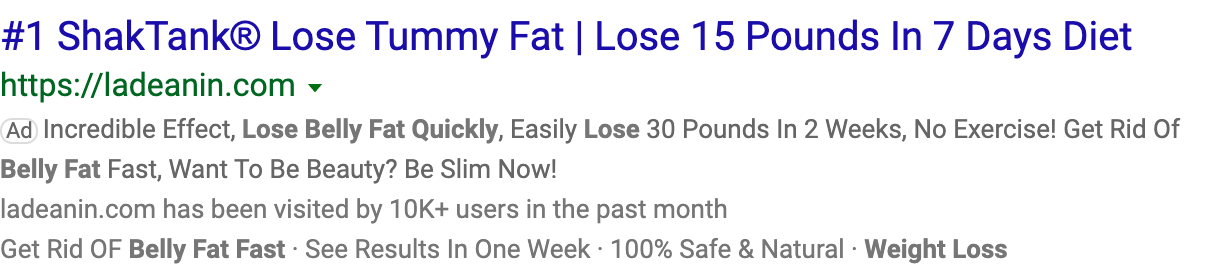 #1 ShakTank® Lose Tummy Fat | Lose 15 Pounds In 7 Days Diet
https://ladeanin.com
Ad Incredible Effect, Lose Belly Fat Quickly, Easily Lose 30 Pounds In 2 Weeks, No Exercise! Get Rid Of
Belly Fat Fast, Want To Be Beauty? Be Slim Now!
ladeanin.com has been visited by 10K+ users in the past month
Get Rid OF Belly Fat Fast · See Results In One Week · 100% Safe & Natural · Weight Loss